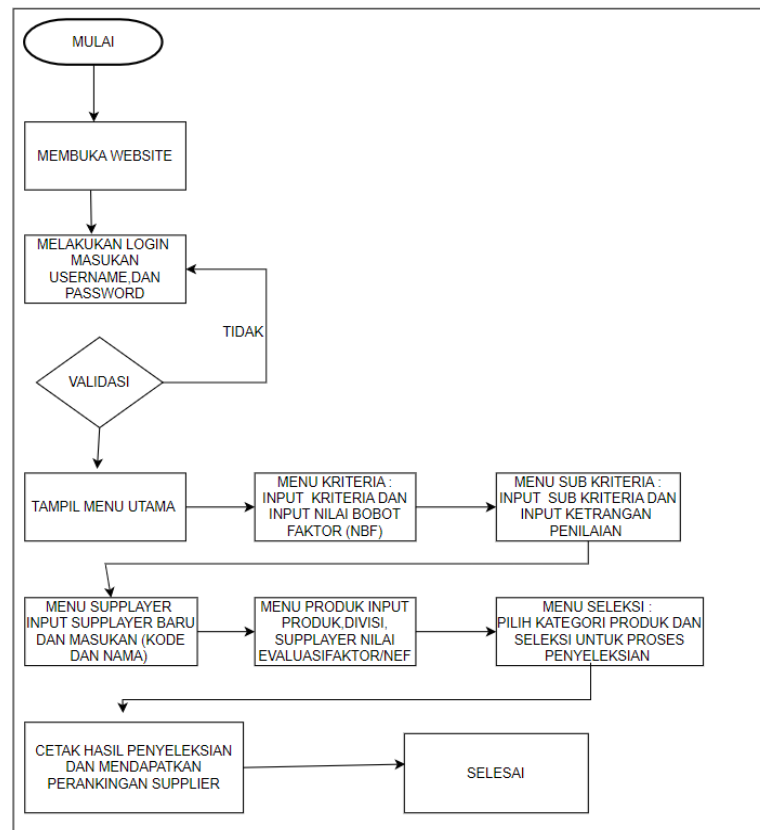 MULAI
MEMBUKA WEBSITE
MELAKUKAN LOGIN
MASUKAN
USERNAME,DAN
PASSWORD
TIDAK
VALIDASI
TAMPIL MENU UTAMA
MENU KRITERIA :
INPUT KRITERIA DAN
INPUT NILAI BOBOT
FAKTOR (NBF)
MENU SUB KRITERIA :
INPUT SUB KRITERIA DAN
INPUT KETRANGAN
PENILAIAN
MENU SUPPLAYER
INPUT SUPPLAYER BARU
DAN MASUKAN (KODE
DAN NAMA)
MENU PRODUK INPUT
PRODUK,DIVISI,
SUPPLAYER NILAI
EVALUASIFAKTOR/NEF
MENU SELEKSI :
PILIH KATEGORI PRODUK DAN
SELEKSI UNTUK PROSES
PENYELEKSIAN
CETAK HASIL PENYELEKSIAN
DAN MENDAPATKAN
PERANKINGAN SUPPLIER
SELESAI